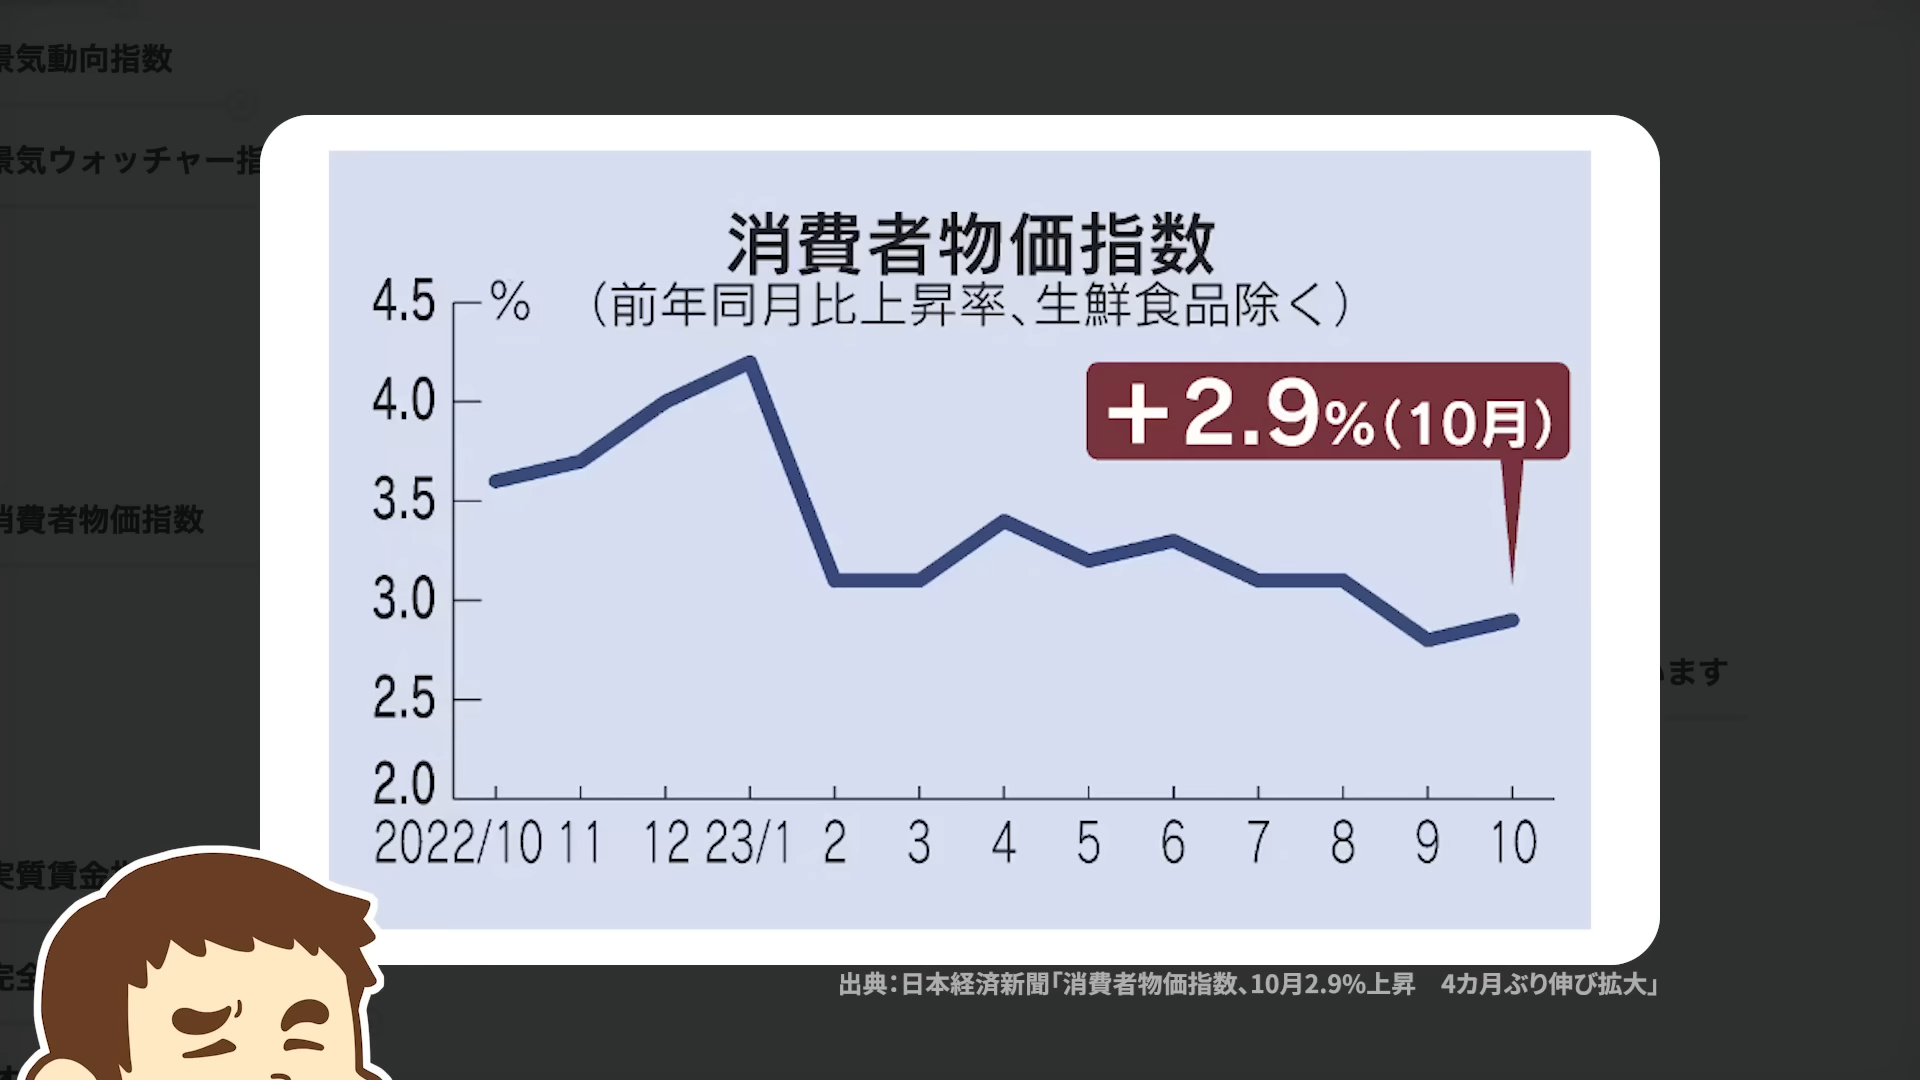 景気動向指数
景気ウォッチャー指
消費者物価指数
(前年同月比上昇率、生鮮食品除く)
4.5 %
4.0
3.5
3.0
2.5
2.0
+2.9%(10月)
2022/10 11 12 23/1 2 3 4 5 6 7 8 9 10
消費者物価指数
います
実質賃金
完全
出典:日本経済新聞「消費者物価指数、10月2.9%上昇 4カ月ぶり伸び拡大」